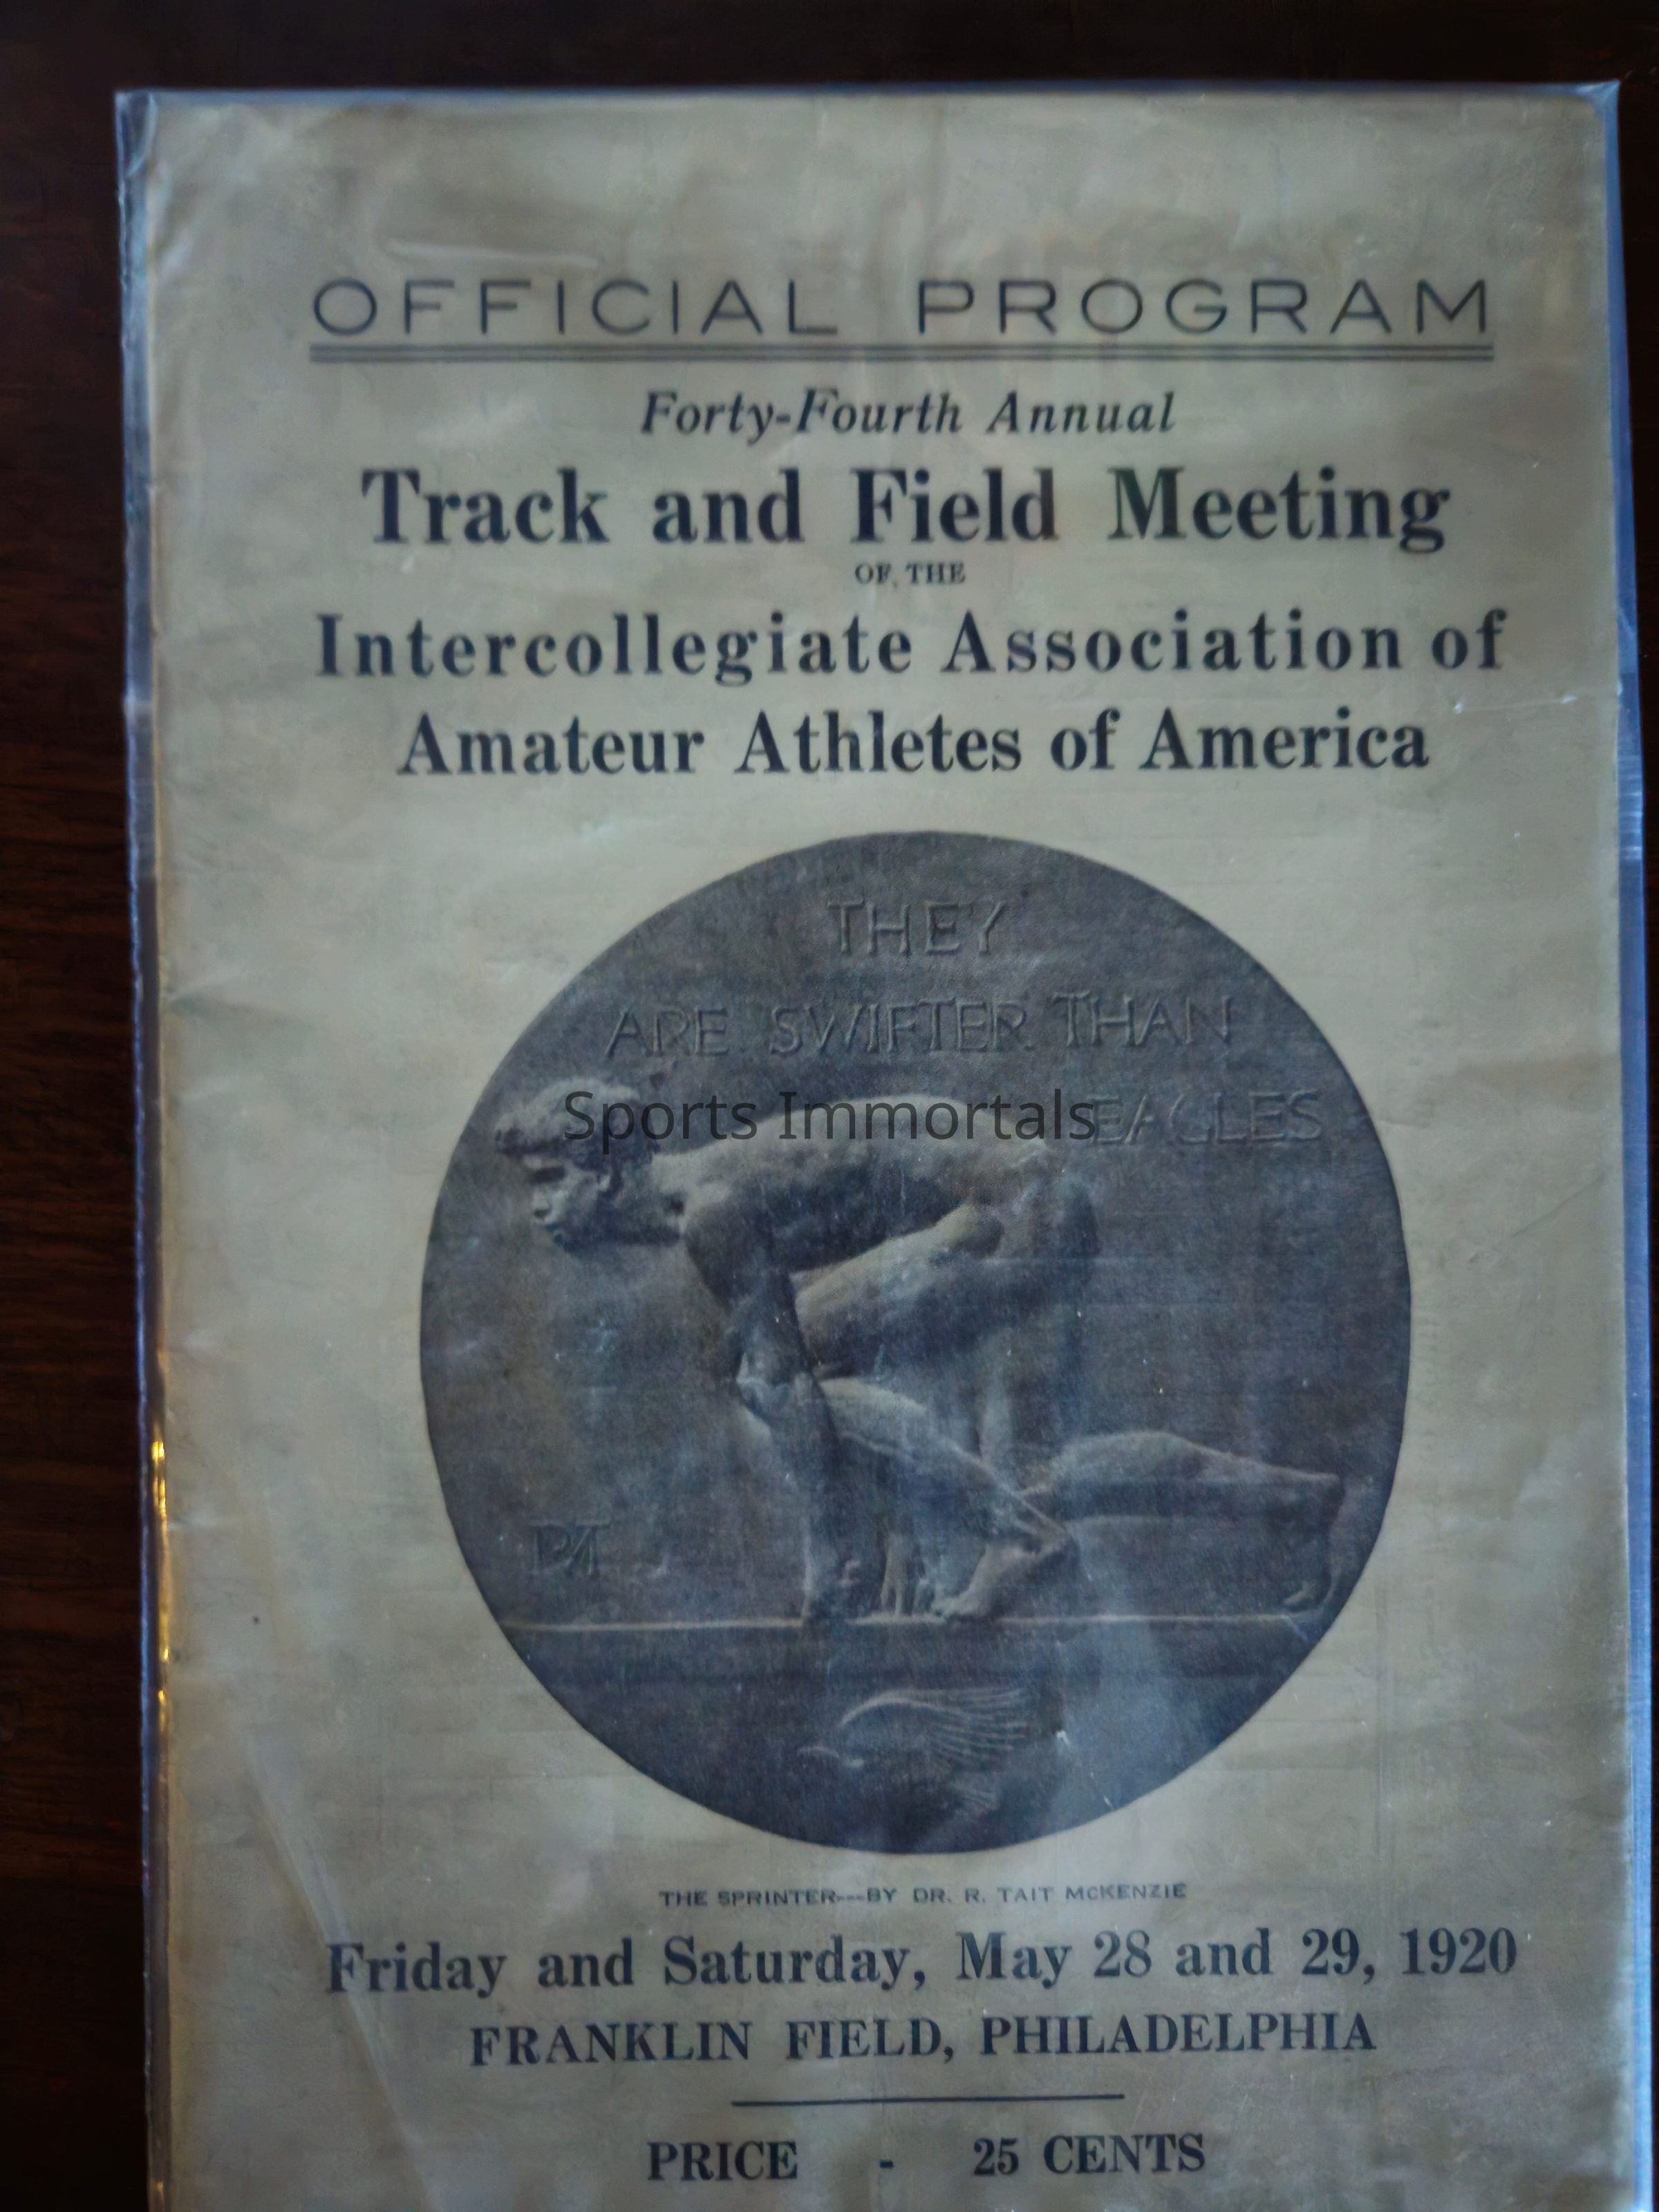 OFFICIAL PROGRAM
Forty-Fourth Annual
Track and Field Meeting
OF THE
Intercollegiate Association of
Amateur Athletes of America
THEY
ARE SWIFTER THAN
EAGLES
Sports Immortals
THE SPRINTER---BY DR. R. TAIT McKENZIE
Friday and Saturday, May 28 and 29, 1920
FRANKLIN FIELD, PHILADELPHIA
PRICE - 25 CENTS